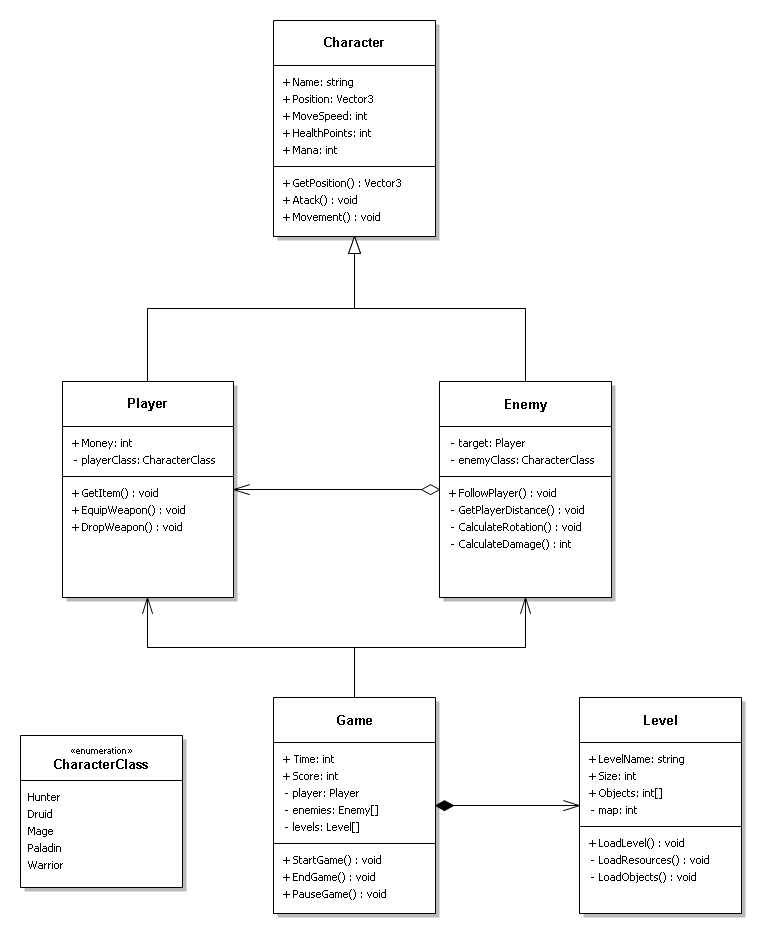 Character
+ Name: string
+ Position: Vector3
+ MoveSpeed: int
+ HealthPoints: int
+ Mana: int
+ GetPosition() : Vector3
+ Atack() : void
+ Movement() : void
Player
+ Money: int
- playerClass: CharacterClass
+ GetItem() : void
+ EquipWeapon() : void
+ DropWeapon() : void
Enemy
- target: Player
- enemyClass: CharacterClass
+ FollowPlayer() : void
- GetPlayerDistance() : void
- CalculateRotation() : void
- CalculateDamage() : int
«enumeration»
CharacterClass
Hunter
Druid
Mage
Paladin
Warrior
Game
+ Time: int
+ Score: int
- player: Player
- enemies: Enemy[]
- levels: Level[]
+ StartGame() : void
+ EndGame() : void
+ PauseGame() : void
Level
+ LevelName: string
+ Size: int
+ Objects: int[]
- map: int
+ LoadLevel() : void
- LoadResources() : void
- LoadObjects() : void